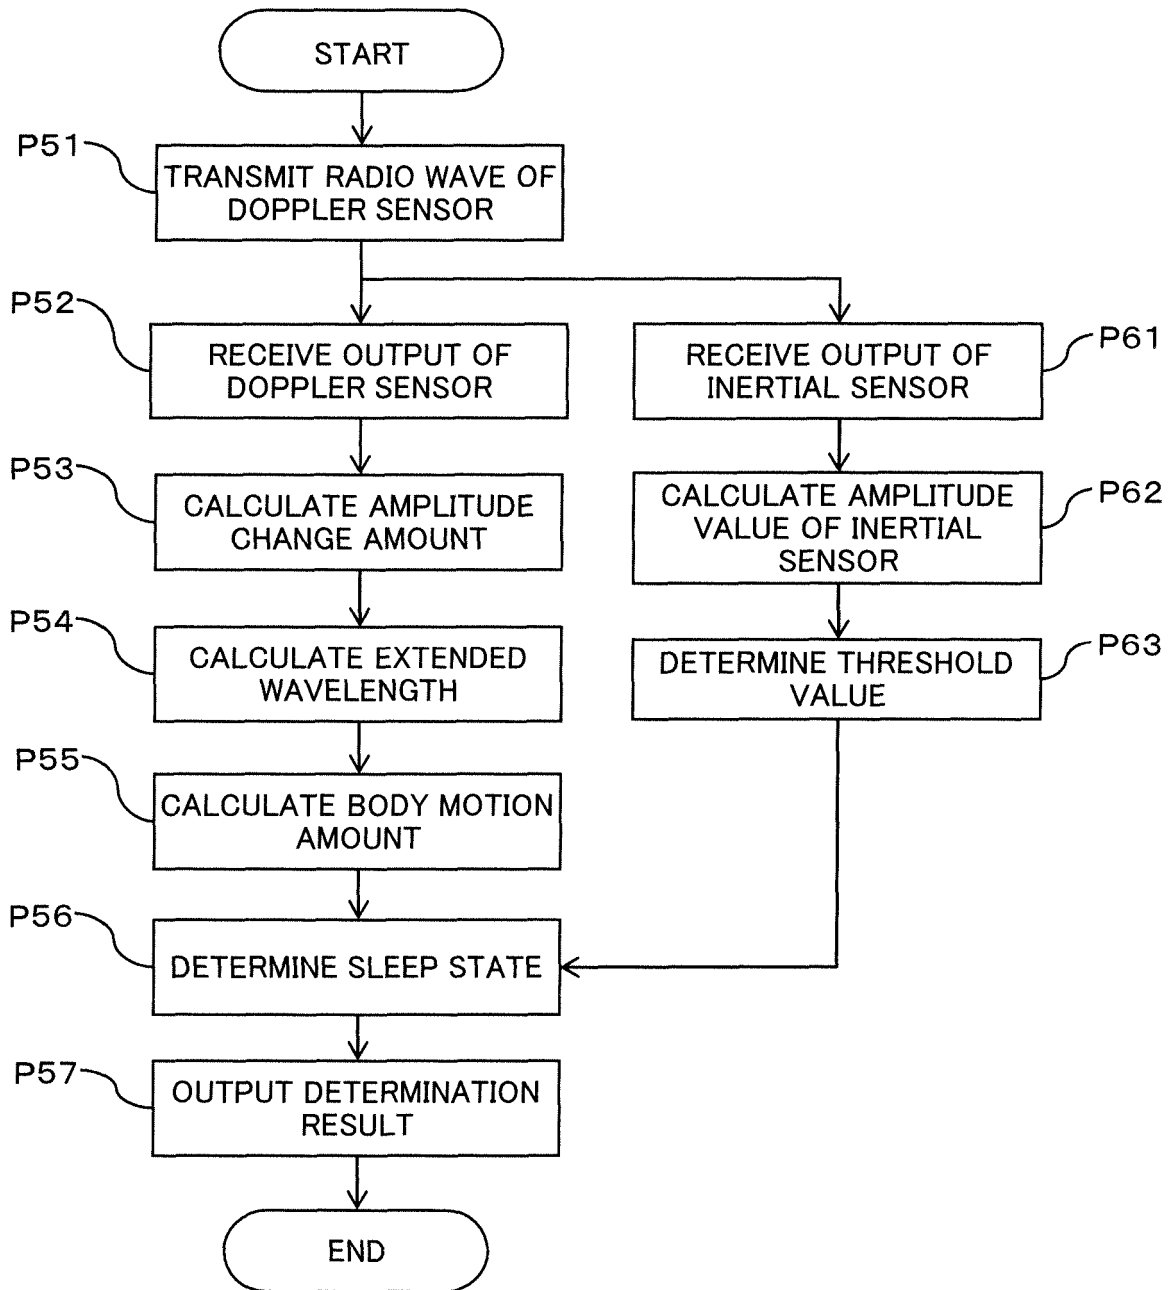 START
P51
TRANSMIT RADIO WAVE OF
DOPPLER SENSOR
P52
RECEIVE OUTPUT OF
DOPPLER SENSOR
P61
RECEIVE OUTPUT OF
INERTIAL SENSOR
P53
CALCULATE AMPLITUDE
CHANGE AMOUNT
P62
CALCULATE AMPLITUDE
VALUE OF INERTIAL
SENSOR
P54
CALCULATE EXTENDED
WAVELENGTH
P63
DETERMINE THRESHOLD
VALUE
P55
CALCULATE BODY MOTION
AMOUNT
P56
DETERMINE SLEEP STATE
P57
OUTPUT DETERMINATION
RESULT
END